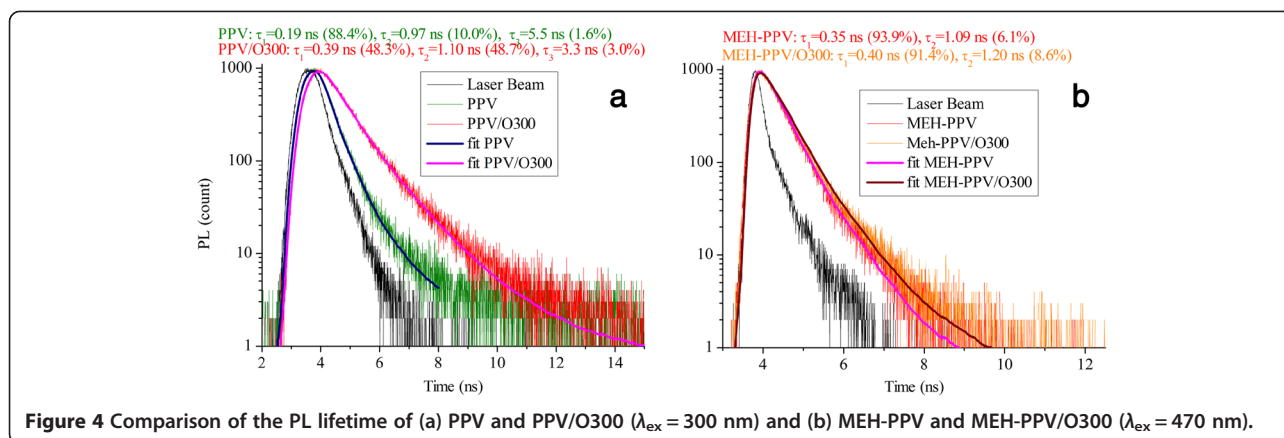 PPV: τ₁=0.19 ns (88.4%), τ₂=0.97 ns (10.0%), τ₃=5.5 ns (1.6%)
PPV/O300: τ₁=0.39 ns (48.3%), τ₂=1.10 ns (48.7%), τ₃=3.3 ns (3.0%)
1000
100
10
1
PL (count)
a
Laser Beam
PPV
PPV/O300
fit PPV
fit PPV/O300
2 4 6 8 10 12 14
Time (ns)
MEH-PPV: τ₁=0.35 ns (93.9%), τ₂=1.09 ns (6.1%)
MEH-PPV/O300: τ₁=0.40 ns (91.4%), τ₂=1.20 ns (8.6%)
1000
100
10
1
b
Laser Beam
MEH-PPV
Meh-PPV/O300
fit MEH-PPV
fit MEH-PPV/O300
4 6 8 10 12
Time (ns)
Figure 4 Comparison of the PL lifetime of (a) PPV and PPV/O300 (λex = 300 nm) and (b) MEH-PPV and MEH-PPV/O300 (λex = 470 nm).